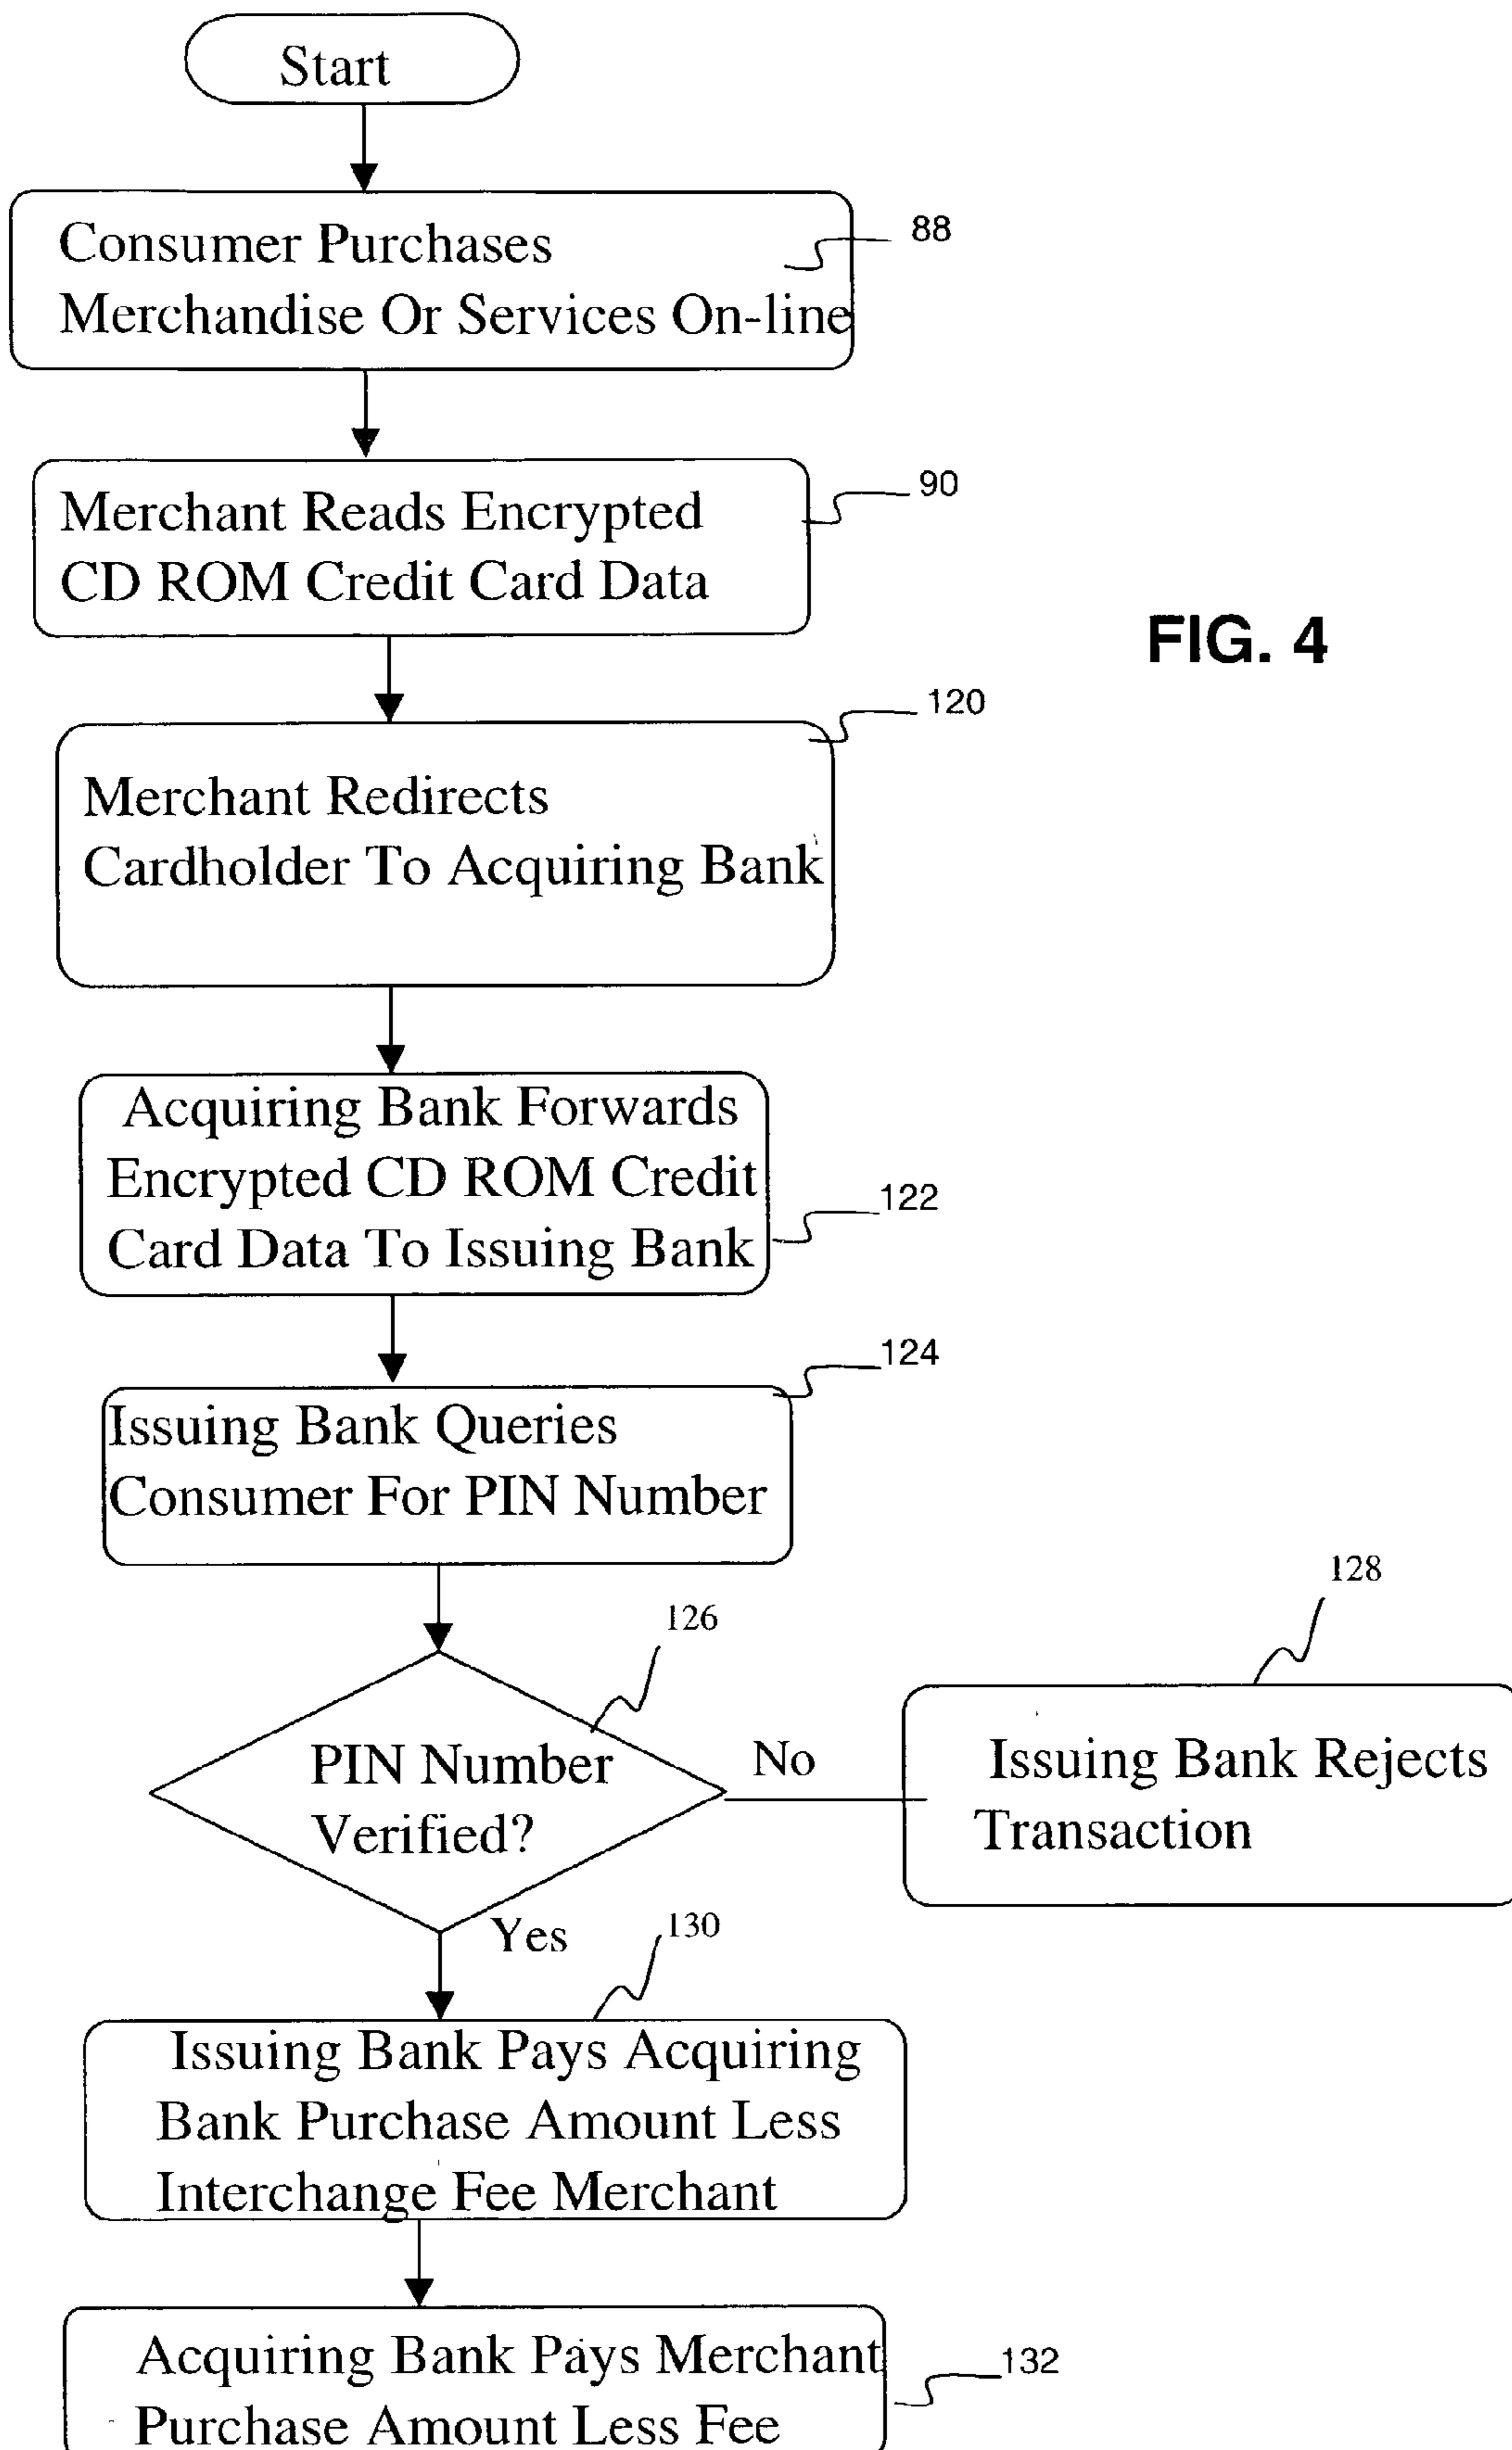 Start
Consumer Purchases
Merchandise Or Services On-line
88
Merchant Reads Encrypted
CD ROM Credit Card Data
90
FIG. 4
Merchant Redirects
Cardholder To Acquiring Bank
120
Acquiring Bank Forwards
Encrypted CD ROM Credit
Card Data To Issuing Bank
122
Issuing Bank Queries
Consumer For PIN Number
124
PIN Number
Verified?
126
No
Issuing Bank Rejects
Transaction
128
Yes
Issuing Bank Pays Acquiring
Bank Purchase Amount Less
Interchange Fee Merchant
130
Acquiring Bank Pays Merchant
Purchase Amount Less Fee
132